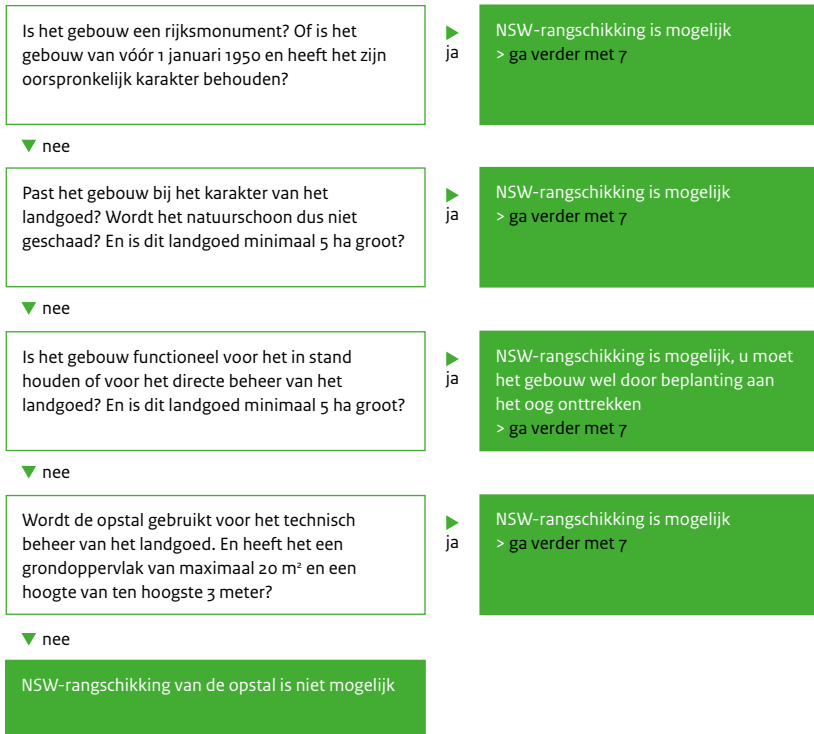 Is het gebouw een rijksmonument? Of is het
gebouw van vóór 1 januari 1950 en heeft het zijn
oorspronkelijk karakter behouden?
▶
ja
NSW-rangschikking is mogelijk
> ga verder met 7
▼ nee
Past het gebouw bij het karakter van het
landgoed? Wordt het natuurschoon dus niet
geschaad? En is dit landgoed minimaal 5 ha groot?
▶
ja
NSW-rangschikking is mogelijk
> ga verder met 7
▼ nee
Is het gebouw functioneel voor het in stand
houden of voor het directe beheer van het
landgoed? En is dit landgoed minimaal 5 ha groot?
▶
ja
NSW-rangschikking is mogelijk, u moet
het gebouw wel door beplanting aan
het oog onttrekken
> ga verder met 7
▼ nee
Wordt de opstal gebruikt voor het technisch
beheer van het landgoed. En heeft het een
grondoppervlak van maximaal 20 m² en een
hoogte van ten hoogste 3 meter?
▶
ja
NSW-rangschikking is mogelijk
> ga verder met 7
▼ nee
NSW-rangschikking van de opstal is niet mogelijk